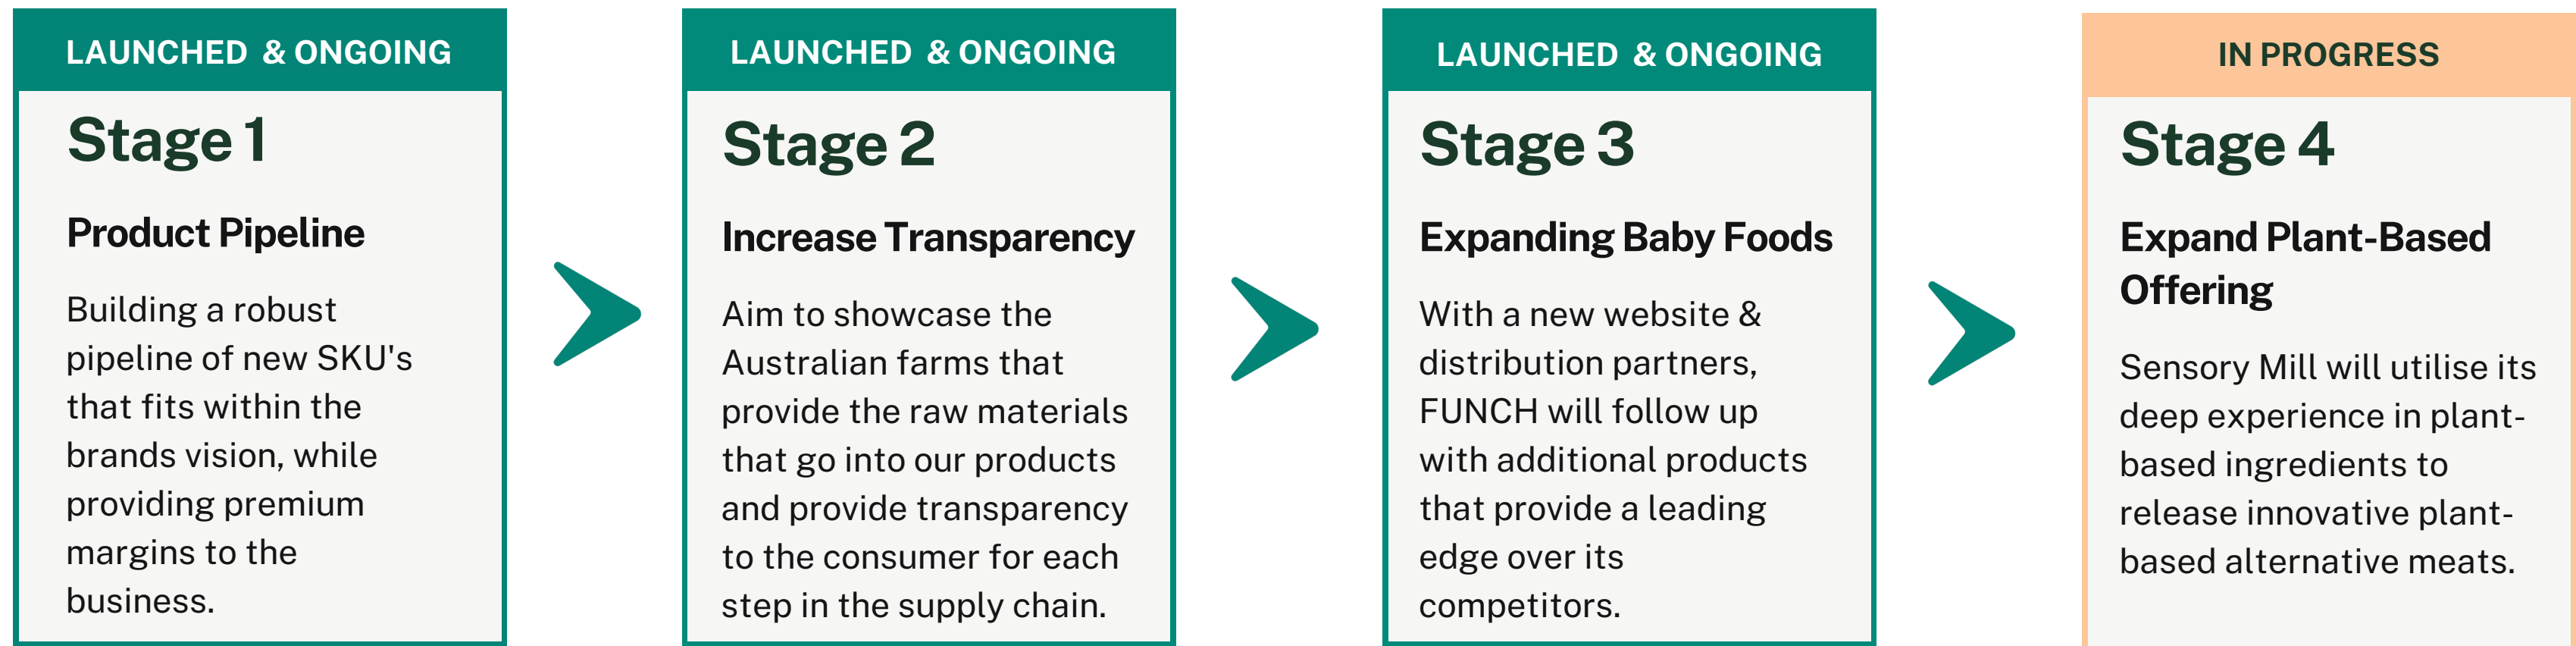 LAUNCHED & ONGOING
Stage 1
Product Pipeline
Building a robust
pipeline of new SKU's
that fits within the
brands vision, while
providing premium
margins to the
business.
LAUNCHED & ONGOING
Stage 2
Increase Transparency
Aim to showcase the
Australian farms that
provide the raw materials
that go into our products
and provide transparency
to the consumer for each
step in the supply chain.
LAUNCHED & ONGOING
Stage 3
Expanding Baby Foods
With a new website &
distribution partners,
FUNCH will follow up
with additional products
that provide a leading
edge over its
competitors.
IN PROGRESS
Stage 4
Expand Plant-Based
Offering
Sensory Mill will utilise its
deep experience in plant-
based ingredients to
release innovative plant-
based alternative meats.